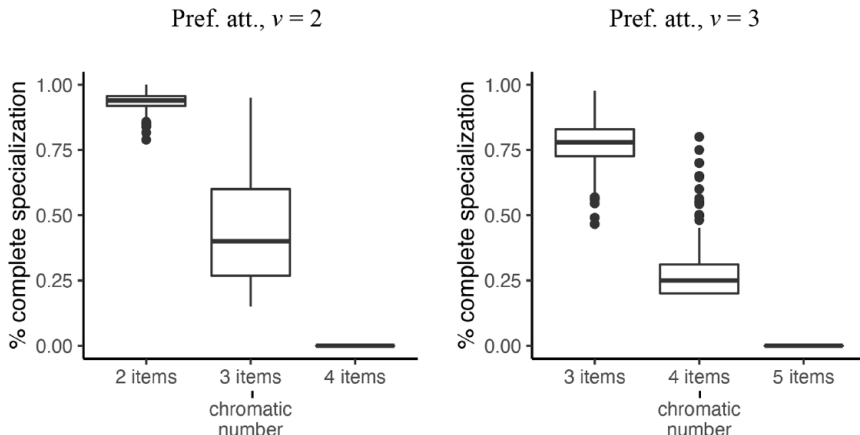 Pref. att., v = 2
% complete specialization
1.00
0.75
0.50
0.25
0.00
2 items
3 items
4 items
chromatic
number
Pref. att., v = 3
% complete specialization
1.00
0.75
0.50
0.25
0.00
3 items
4 items
5 items
chromatic
number